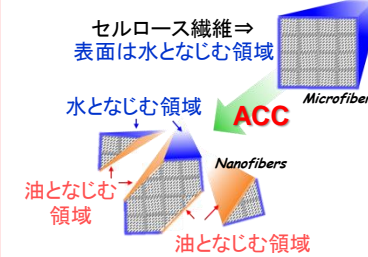 セルロース繊維⇒
表面は水となじむ領域
Microfiber
水となじむ領域
ACC
Nanofibers
油となじむ
領域
油となじむ領域